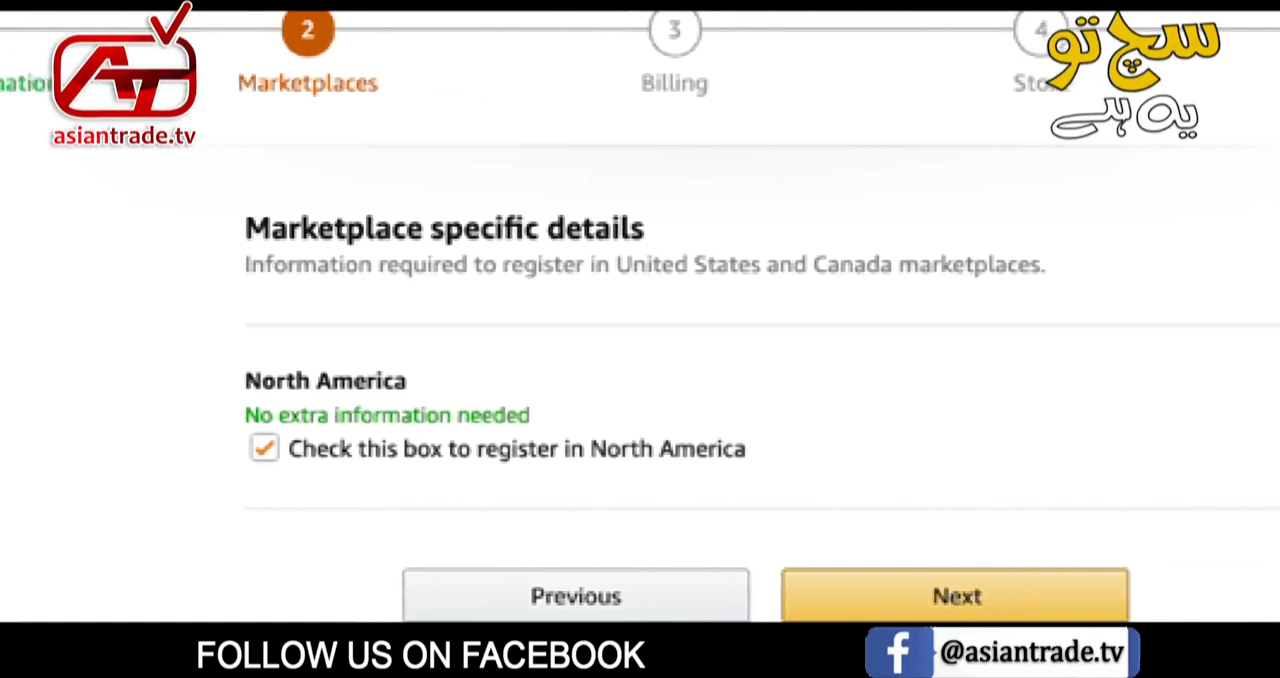 2
3
4
Marketplaces
Billing
سچ تو
یہ ہے
AT
asiantrade.tv
Marketplace specific details
Information required to register in United States and Canada marketplaces.
North America
No extra information needed
Check this box to register in North America
Previous
Next
FOLLOW US ON FACEBOOK
f @asiantrade.tv